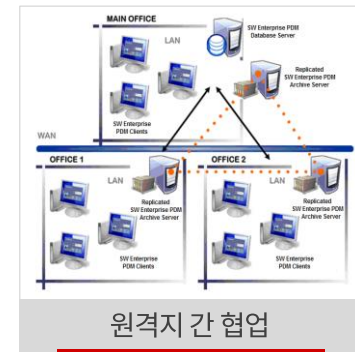 MAIN OFFICE
LAN
SW Enterprise PDM
Database Server
Replicated
SW Enterprise PDM
Archive Server
SW Enterprise
PDM Clients
WAN
OFFICE 1
LAN
Replicated
SW Enterprise PDM
Archive Server
SW Enterprise
PDM Clients
OFFICE 2
LAN
Replicated
SW Enterprise PDM
Archive Server
SW Enterprise
PDM Clients
원격지 간 협업